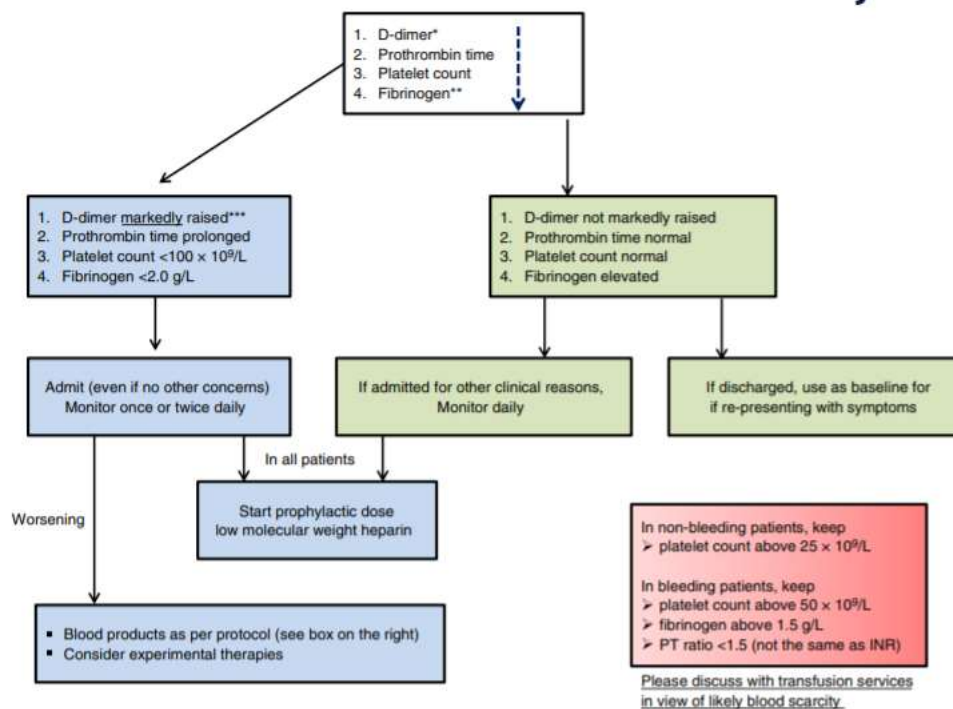 1. D-dimer*
2. Prothrombin time
3. Platelet count
4. Fibrinogen**
1. D-dimer markedly raised***
2. Prothrombin time prolonged
3. Platelet count <100 × 10⁹/L
4. Fibrinogen <2.0 g/L
1. D-dimer not markedly raised
2. Prothrombin time normal
3. Platelet count normal
4. Fibrinogen elevated
Admit (even if no other concerns)
Monitor once or twice daily
If admitted for other clinical reasons,
Monitor daily
If discharged, use as baseline for
if re-presenting with symptoms
In all patients
Worsening
Start prophylactic dose
low molecular weight heparin
In non-bleeding patients, keep
➢ platelet count above 25 × 10⁹/L
In bleeding patients, keep
➢ platelet count above 50 × 10⁹/L
➢ fibrinogen above 1.5 g/L
➢ PT ratio <1.5 (not the same as INR)
▪ Blood products as per protocol (see box on the right)
▪ Consider experimental therapies
Please discuss with transfusion services
in view of likely blood scarcity